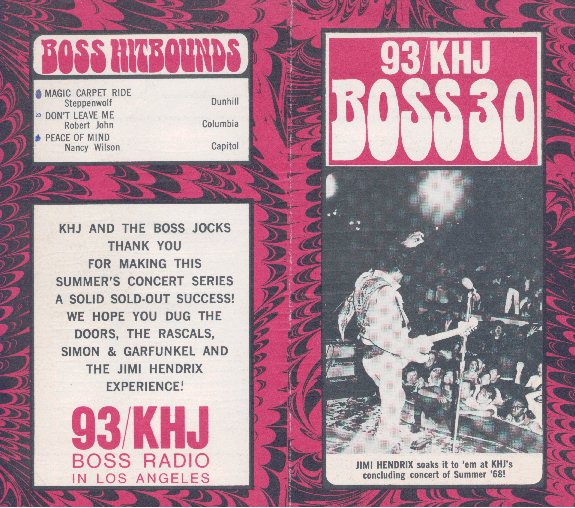 BOSS HITBOUNDS
MAGIC CARPET RIDE
Steppenwolf Dunhill
DON'T LEAVE ME
Robert John Columbia
PEACE OF MIND
Nancy Wilson Capitol
KHJ AND THE BOSS JOCKS
THANK YOU
FOR MAKING THIS
SUMMER'S CONCERT SERIES
A SOLID SOLD-OUT SUCCESS!
WE HOPE YOU DUG THE
DOORS, THE RASCALS,
SIMON & GARFUNKEL AND
THE JIMI HENDRIX
EXPERIENCE!
93/KHJ
BOSS RADIO
IN LOS ANGELES
93/KHJ
BOSS 30
JIMI HENDRIX soaks it to 'em at KHJ's
concluding concert of Summer '68!